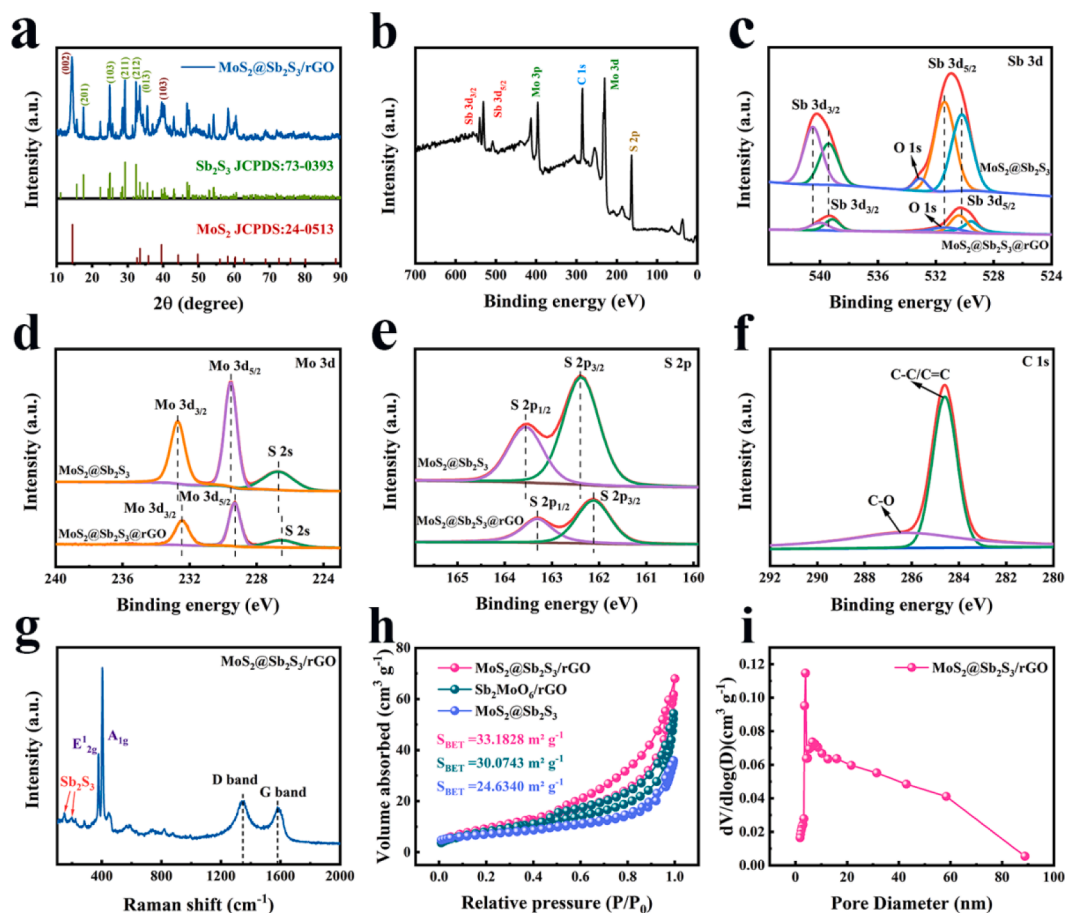 a
Intensity (a.u.)
(002)
(201)
(103)
(211)
(212)
(013)
(103)
MoS₂@Sb₂S₃/rGO
Sb₂S₃ JCPDS:73-0393
MoS₂ JCPDS:24-0513
10 20 30 40 50 60 70 80 90
2θ (degree)
b
Intensity (a.u.)
Sb 3d₃/₂
Sb 3d₅/₂
Mo 3p
C 1s
Mo 3d
S 2p
700 600 500 400 300 200 100 0
Binding energy (eV)
c
Sb 3d
Intensity (a.u.)
Sb 3d₅/₂
Sb 3d₃/₂
O 1s
MoS₂@Sb₂S₃
Sb 3d₃/₂
O 1s
Sb 3d₅/₂
MoS₂@Sb₂S₃@rGO
540 536 532 528 524
Binding energy (eV)
d
Mo 3d
Intensity (a.u.)
Mo 3d₅/₂
Mo 3d₃/₂
S 2s
MoS₂@Sb₂S₃
Mo 3d₃/₂
Mo 3d₅/₂
S 2s
MoS₂@Sb₂S₃@rGO
240 236 232 228 224
Binding energy (eV)
e
S 2p
Intensity (a.u.)
S 2p₃/₂
S 2p₁/₂
MoS₂@Sb₂S₃
S 2p₁/₂
S 2p₃/₂
MoS₂@Sb₂S₃@rGO
165 164 163 162 161 160
Binding energy (eV)
f
C 1s
Intensity (a.u.)
C-C/C=C
C-O
292 290 288 286 284 282 280
Binding energy (eV)
g
MoS₂@Sb₂S₃/rGO
Intensity (a.u.)
E¹₂g
A₁g
Sb₂S₃
D band
G band
400 800 1200 1600 2000
Raman shift (cm⁻¹)
h
Volume absorbed (cm³ g⁻¹)
80
60
40
20
0
MoS₂@Sb₂S₃/rGO
Sb₂MoO₆/rGO
MoS₂@Sb₂S₃
S_BET =33.1828 m² g⁻¹
S_BET =30.0743 m² g⁻¹
S_BET =24.6340 m² g⁻¹
0.0 0.2 0.4 0.6 0.8 1.0
Relative pressure (P/P₀)
i
dV/dlog(D)(cm³ g⁻¹)
0.12
0.10
0.08
0.06
0.04
0.02
0.00
MoS₂@Sb₂S₃/rGO
0 20 40 60 80 100
Pore Diameter (nm)